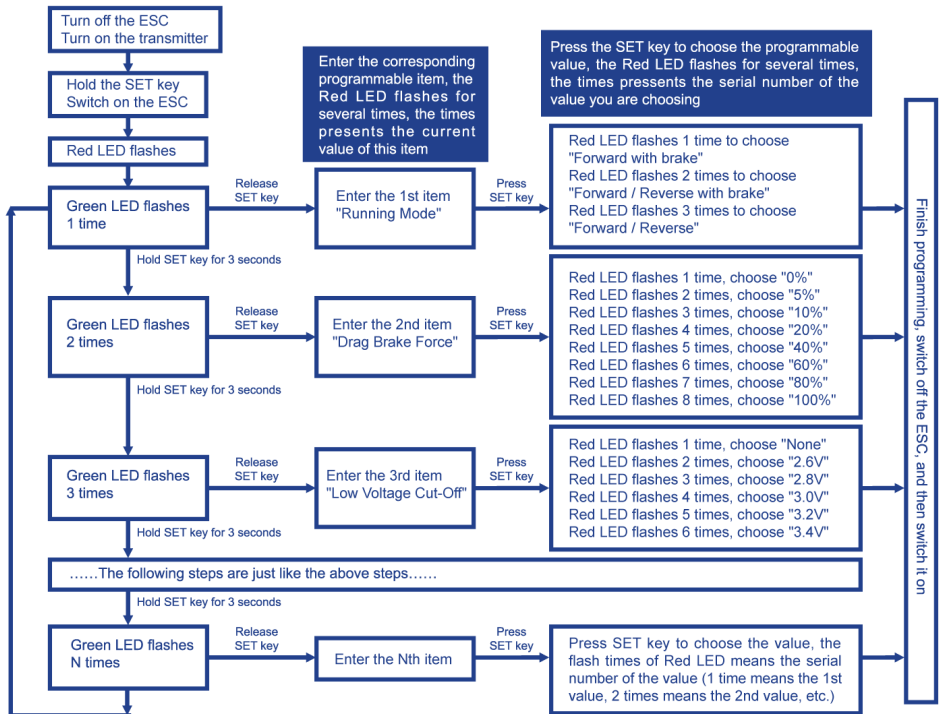 Turn off the ESC
Turn on the transmitter
Hold the SET key
Switch on the ESC
Red LED flashes
Enter the corresponding
programmable item, the
Red LED flashes for
several times, the times
presents the current
value of this item
Press the SET key to choose the programmable
value, the Red LED flashes for several times,
the times pressents the serial number of the
value you are choosing
Green LED flashes
1 time
Release
SET key
Enter the 1st item
"Running Mode"
Press
SET key
Red LED flashes 1 time to choose
"Forward with brake"
Red LED flashes 2 times to choose
"Forward / Reverse with brake"
Red LED flashes 3 times to choose
"Forward / Reverse"
Hold SET key for 3 seconds
Green LED flashes
2 times
Release
SET key
Enter the 2nd item
"Drag Brake Force"
Press
SET key
Red LED flashes 1 time, choose "0%"
Red LED flashes 2 times, choose "5%"
Red LED flashes 3 times, choose "10%"
Red LED flashes 4 times, choose "20%"
Red LED flashes 5 times, choose "40%"
Red LED flashes 6 times, choose "60%"
Red LED flashes 7 times, choose "80%"
Red LED flashes 8 times, choose "100%"
Hold SET key for 3 seconds
Green LED flashes
3 times
Release
SET key
Enter the 3rd item
"Low Voltage Cut-Off"
Press
SET key
Red LED flashes 1 time, choose "None"
Red LED flashes 2 times, choose "2.6V"
Red LED flashes 3 times, choose "2.8V"
Red LED flashes 4 times, choose "3.0V"
Red LED flashes 5 times, choose "3.2V"
Red LED flashes 6 times, choose "3.4V"
Hold SET key for 3 seconds
......The following steps are just like the above steps......
Hold SET key for 3 seconds
Green LED flashes
N times
Release
SET key
Enter the Nth item
Press
SET key
Press SET key to choose the value, the
flash times of Red LED means the serial
number of the value (1 time means the 1st
value, 2 times means the 2nd value, etc.)
Finish programming, switch off the ESC, and then switch it on